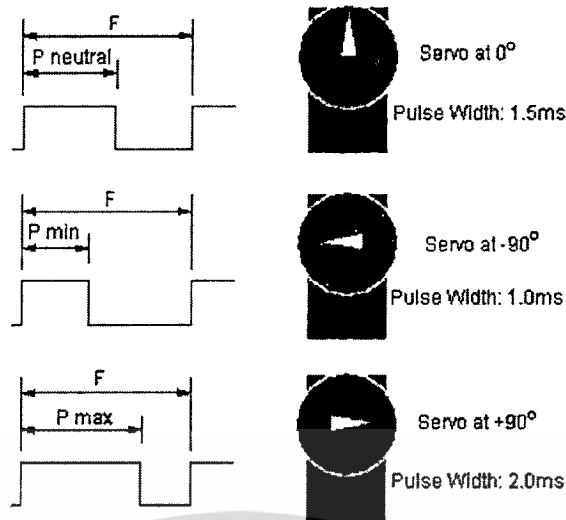 F
P neutral
Servo at 0°
Pulse Width: 1.5ms
F
P min
Servo at -90°
Pulse Width: 1.0ms
F
P max
Servo at +90°
Pulse Width: 2.0ms